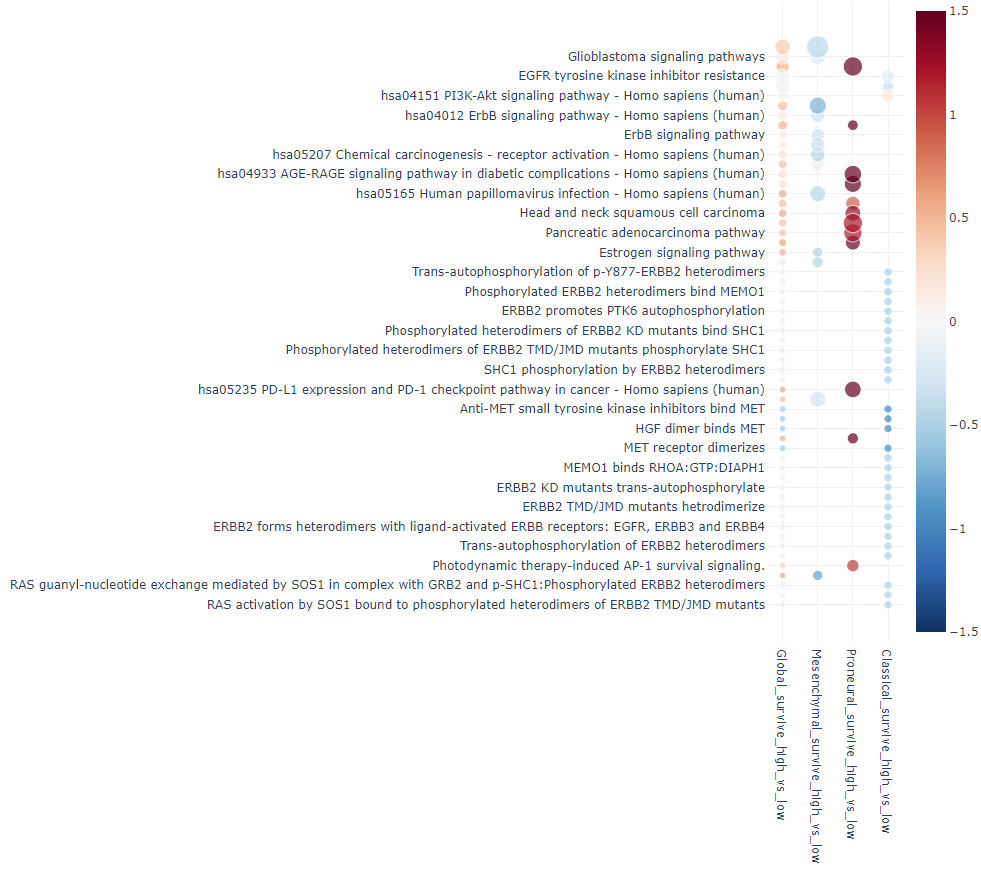 Glioblastoma signaling pathways
EGFR tyrosine kinase inhibitor resistance
hsa04151 PI3K-Akt signaling pathway - Homo sapiens (human)
hsa04012 ErbB signaling pathway - Homo sapiens (human)
ErbB signaling pathway
hsa05207 Chemical carcinogenesis - receptor activation - Homo sapiens (human)
hsa04933 AGE-RAGE signaling pathway in diabetic complications - Homo sapiens (human)
hsa05165 Human papillomavirus infection - Homo sapiens (human)
Head and neck squamous cell carcinoma
Pancreatic adenocarcinoma pathway
Estrogen signaling pathway
Trans-autophosphorylation of p-Y877-ERBB2 heterodimers
Phosphorylated ERBB2 heterodimers bind MEMO1
ERBB2 promotes PTK6 autophosphorylation
Phosphorylated heterodimers of ERBB2 KD mutants bind SHC1
Phosphorylated heterodimers of ERBB2 TMD/JMD mutants phosphorylate SHC1
SHC1 phosphorylation by ERBB2 heterodimers
hsa05235 PD-L1 expression and PD-1 checkpoint pathway in cancer - Homo sapiens (human)
Anti-MET small tyrosine kinase inhibitors bind MET
HGF dimer binds MET
MET receptor dimerizes
MEMO1 binds RHOA:GTP:DIAPH1
ERBB2 KD mutants trans-autophosphorylate
ERBB2 TMD/JMD mutants hetrodimerize
ERBB2 forms heterodimers with ligand-activated ERBB receptors: EGFR, ERBB3 and ERBB4
Trans-autophosphorylation of ERBB2 heterodimers
Photodynamic therapy-induced AP-1 survival signaling.
RAS guanyl-nucleotide exchange mediated by SOS1 in complex with GRB2 and p-SHC1:Phosphorylated ERBB2 heterodimers
RAS activation by SOS1 bound to phosphorylated heterodimers of ERBB2 TMD/JMD mutants
Global_survive_high_vs_low
Mesenchymal_survive_high_vs_low
Proneural_survive_high_vs_low
Classical_survive_high_vs_low
1.5
1
0.5
0
−0.5
−1
−1.5